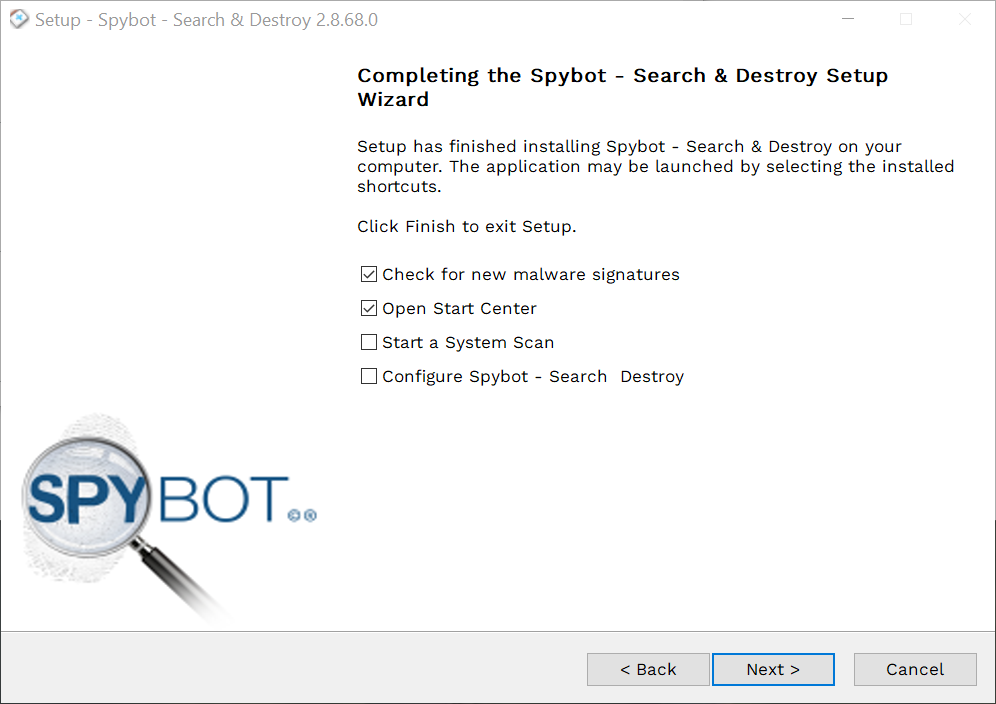 Setup - Spybot - Search & Destroy 2.8.68.0
Completing the Spybot - Search & Destroy Setup
Wizard
Setup has finished installing Spybot - Search & Destroy on your
computer. The application may be launched by selecting the installed
shortcuts.
Click Finish to exit Setup.
Check for new malware signatures
Open Start Center
Start a System Scan
Configure Spybot - Search  Destroy
SPYBOT.©®
< Back
Next >
Cancel